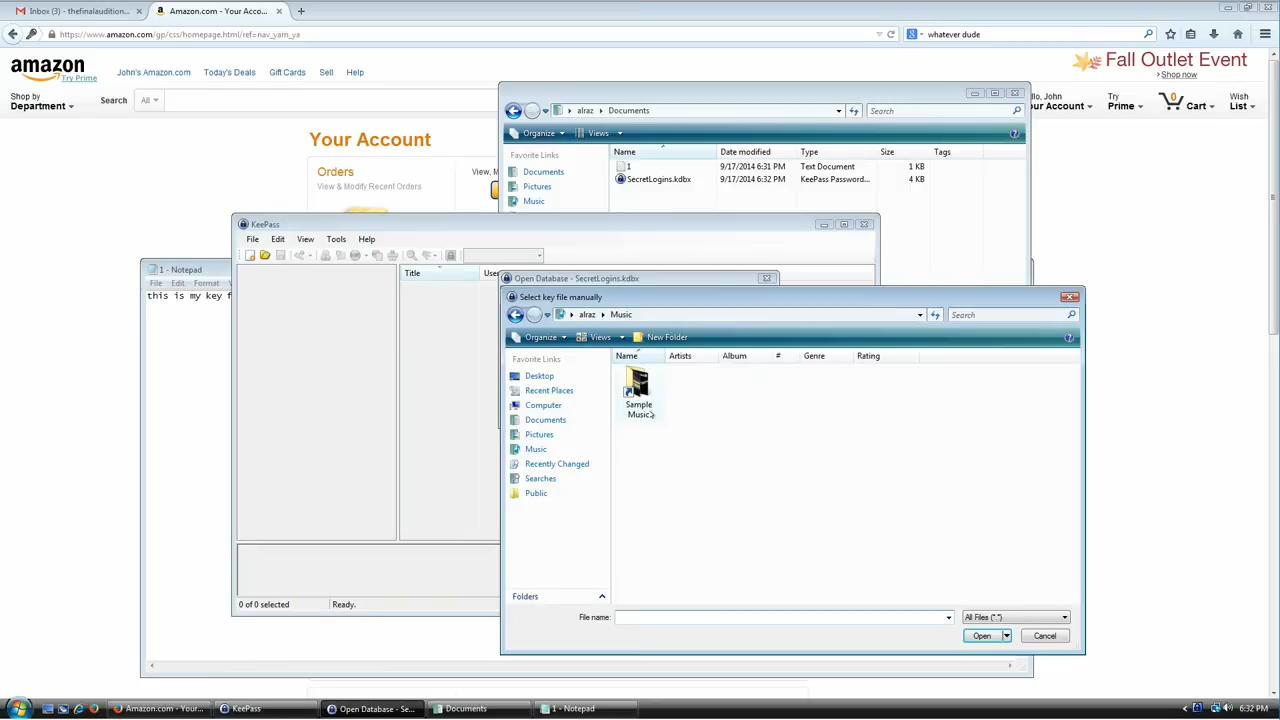 Inbox (3) - thefinalaudition... ×
Amazon.com - Your Acco... × +
https://www.amazon.com/gp/css/homepage.html/ref=nav_yam_ya
whatever dude
amazon
Try Prime
John's Amazon.com Today's Deals Gift Cards Sell Help
Fall Outlet Event
> Shop now
Shop by
Department
Search All
lo, John
our Account
Try
Prime
0
Cart
Wish
List
Your Account
Orders
View & Modify Recent Orders
View, M
alraz Documents
Search
Organize Views
Favorite Links
Documents
Pictures
Music
Name Date modified Type Size Tags
1 9/17/2014 6:31 PM Text Document 1 KB
SecretLogins.kdbx 9/17/2014 6:32 PM KeePass Password... 4 KB
1 - Notepad
File Edit Format
this is my key f
KeePass
File Edit View Tools Help
Title User
0 of 0 selected Ready.
Open Database - SecretLogins.kdbx
Select key file manually
alraz Music
Search
Organize Views New Folder
Favorite Links
Desktop
Recent Places
Computer
Documents
Pictures
Music
Recently Changed
Searches
Public
Folders
Name Artists Album # Genre Rating
Sample
Music
File name: All Files (*.*)
Open Cancel
Amazon.com - Your... KeePass Open Database - Se... Documents 1 - Notepad 6:32 PM